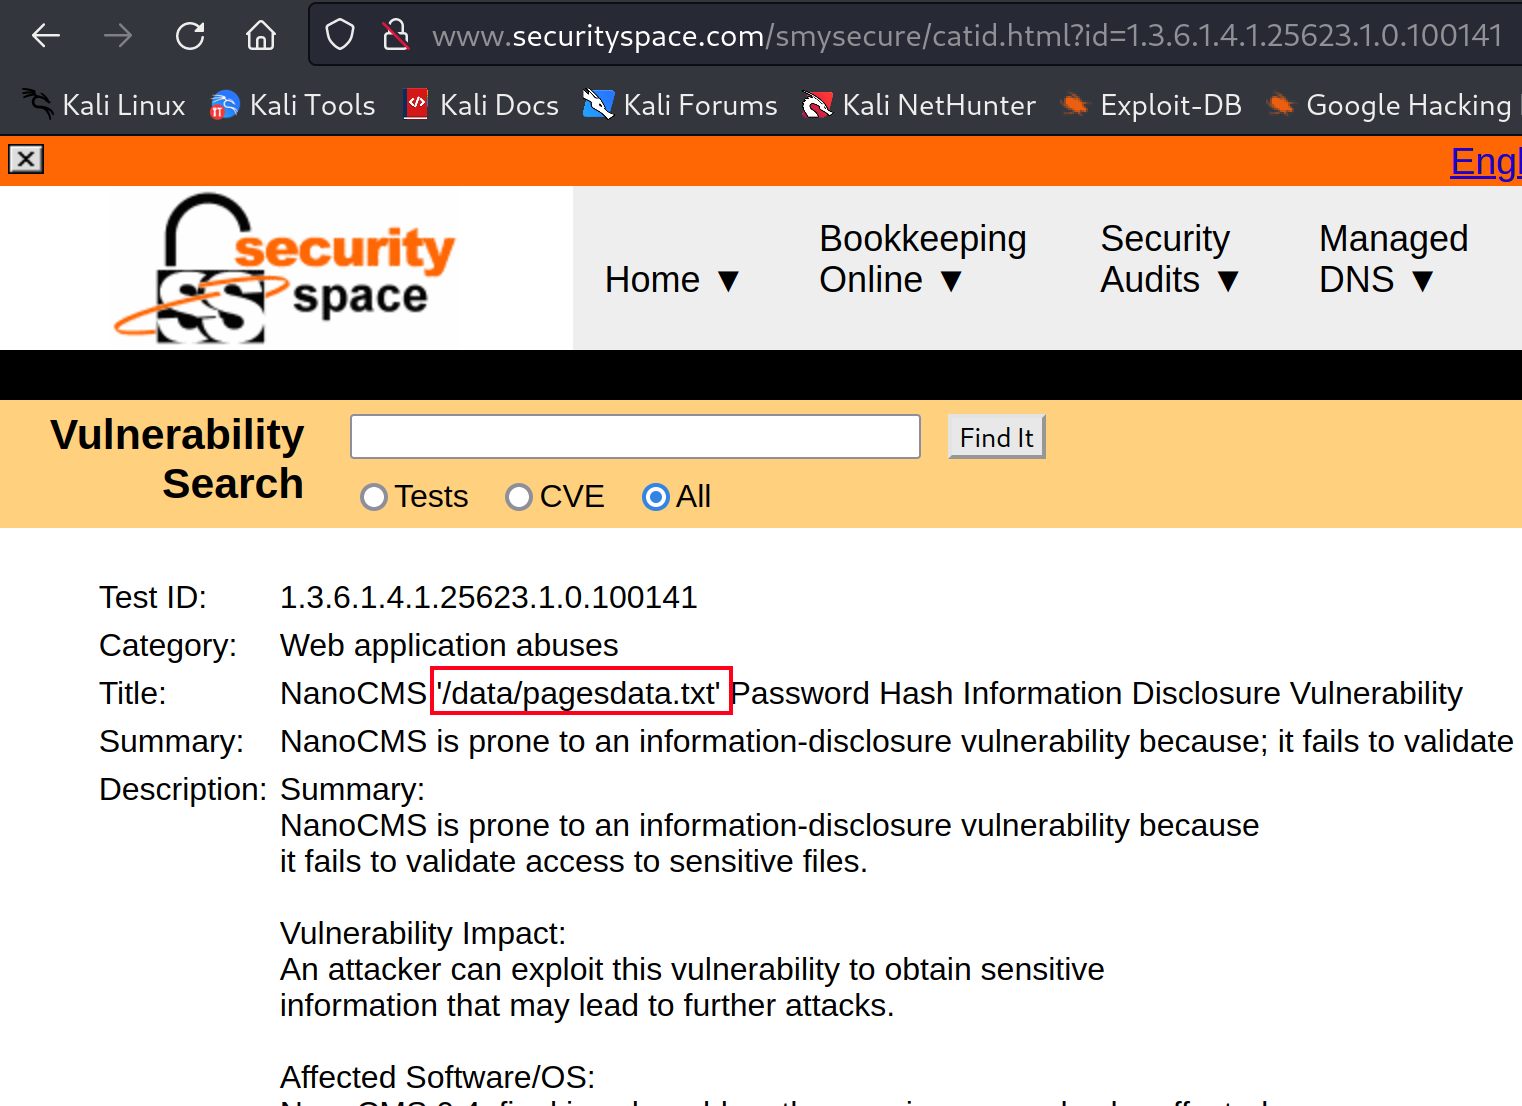 www.securityspace.com/smysecure/catid.html?id=1.3.6.1.4.1.25623.1.0.100141
Kali Linux Kali Tools Kali Docs Kali Forums Kali NetHunter Exploit-DB Google Hacking
Engl
security
space
Home ▼ Bookkeeping Online ▼ Security Audits ▼ Managed DNS ▼
Vulnerability
Search
Find It
Tests CVE All
Test ID: 1.3.6.1.4.1.25623.1.0.100141
Category: Web application abuses
Title: NanoCMS '/data/pagesdata.txt' Password Hash Information Disclosure Vulnerability
Summary: NanoCMS is prone to an information-disclosure vulnerability because; it fails to validate
Description: Summary:
NanoCMS is prone to an information-disclosure vulnerability because
it fails to validate access to sensitive files.
Vulnerability Impact:
An attacker can exploit this vulnerability to obtain sensitive
information that may lead to further attacks.
Affected Software/OS: